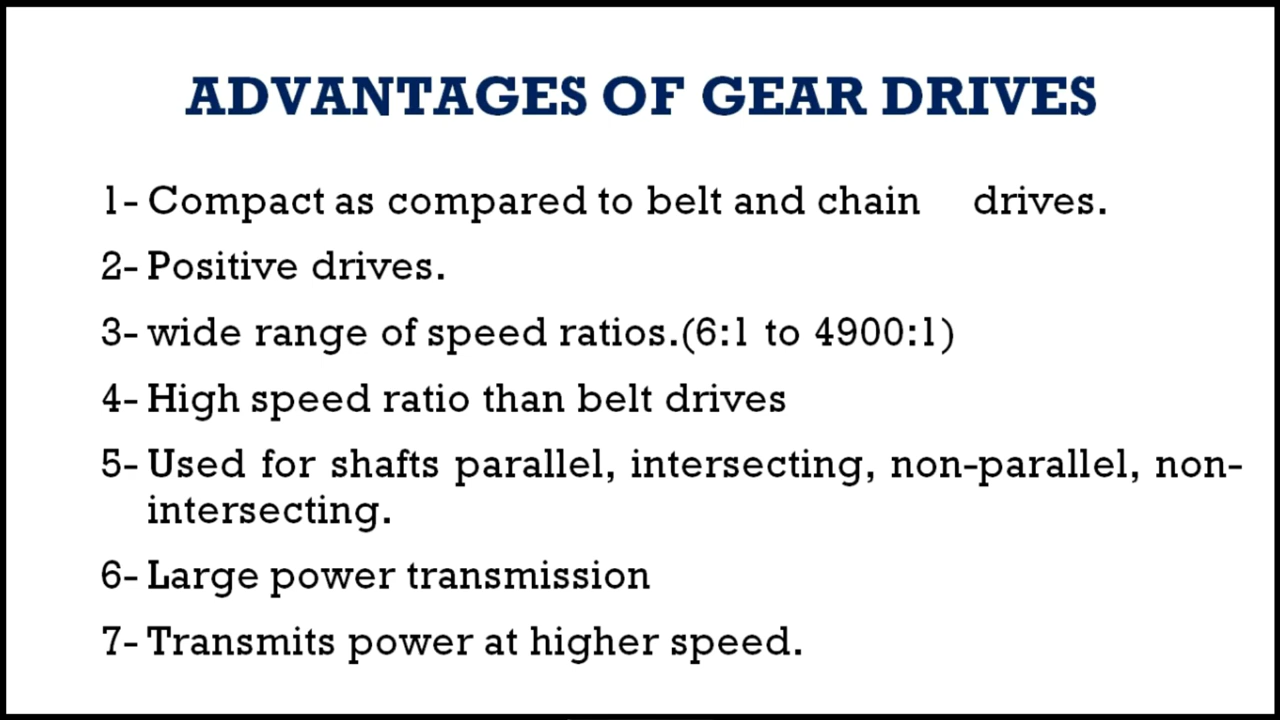 ADVANTAGES OF GEAR DRIVES
1- Compact as compared to belt and chain drives.
2- Positive drives.
3- wide range of speed ratios.(6:1 to 4900:1)
4- High speed ratio than belt drives
5- Used for shafts parallel, intersecting, non-parallel, non-
intersecting.
6- Large power transmission
7- Transmits power at higher speed.